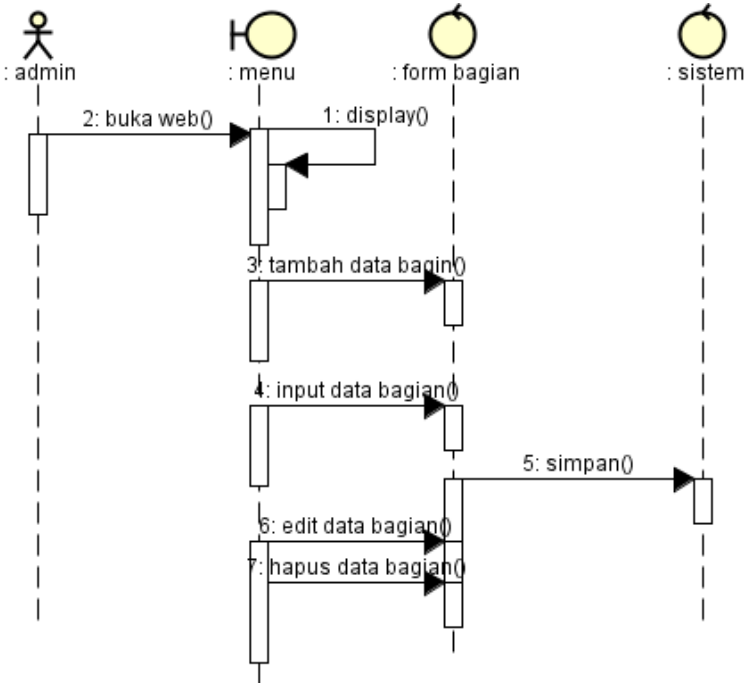 : admin
: menu
: form bagian
: sistem
2: buka web()
1: display()
3: tambah data bagin()
4: input data bagian()
5: simpan()
6: edit data bagian()
7: hapus data bagian()